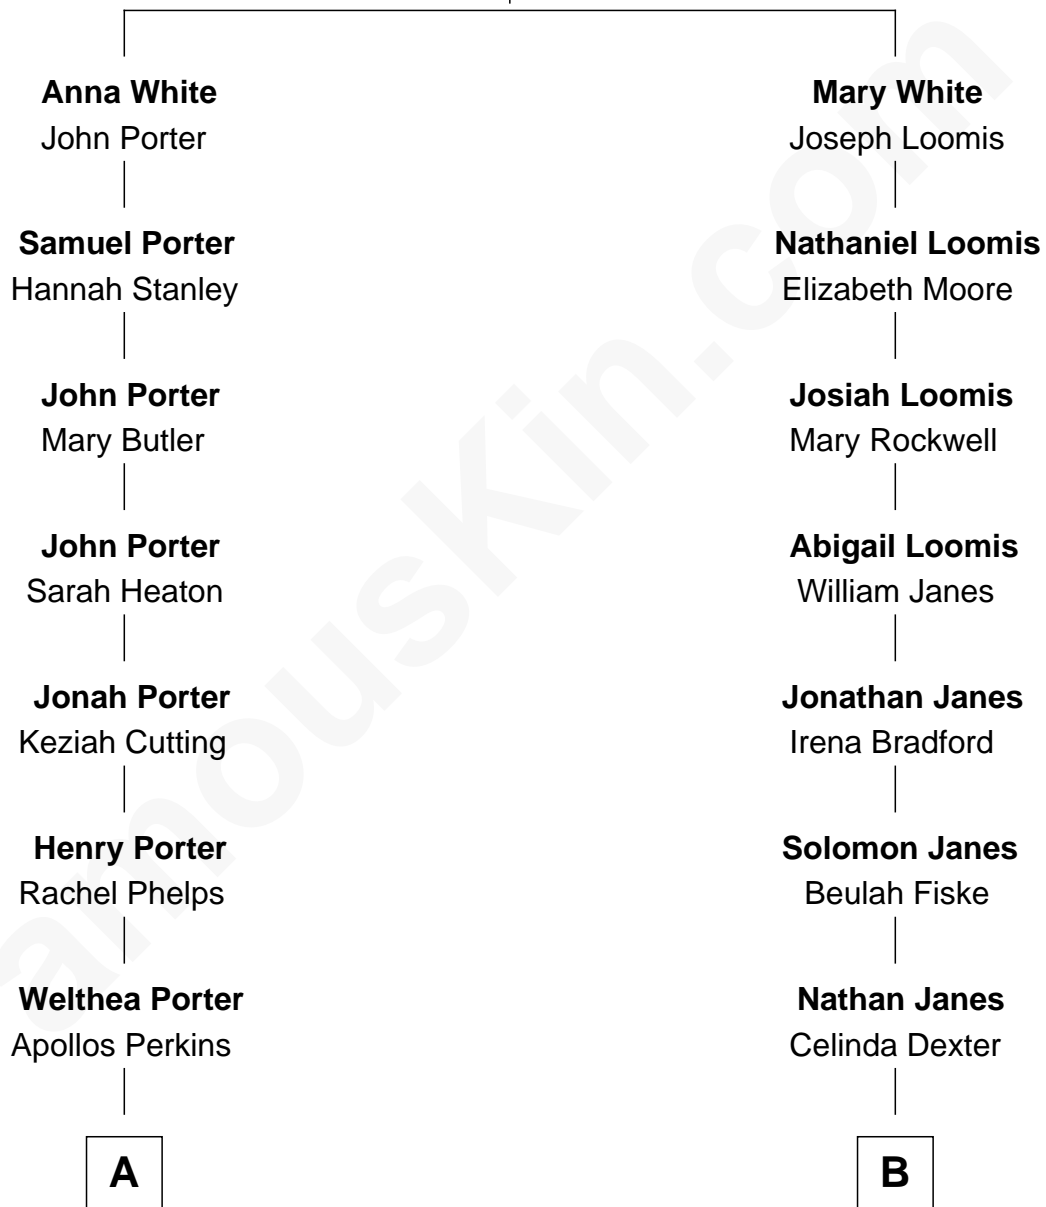 Anna White
John Porter
Mary White
Joseph Loomis
Samuel Porter
Hannah Stanley
Nathaniel Loomis
Elizabeth Moore
John Porter
Mary Butler
Josiah Loomis
Mary Rockwell
John Porter
Sarah Heaton
Abigail Loomis
William Janes
Jonah Porter
Keziah Cutting
Jonathan Janes
Irena Bradford
Henry Porter
Rachel Phelps
Solomon Janes
Beulah Fiske
Welthea Porter
Apollos Perkins
Nathan Janes
Celinda Dexter
A
B
amouskin.com